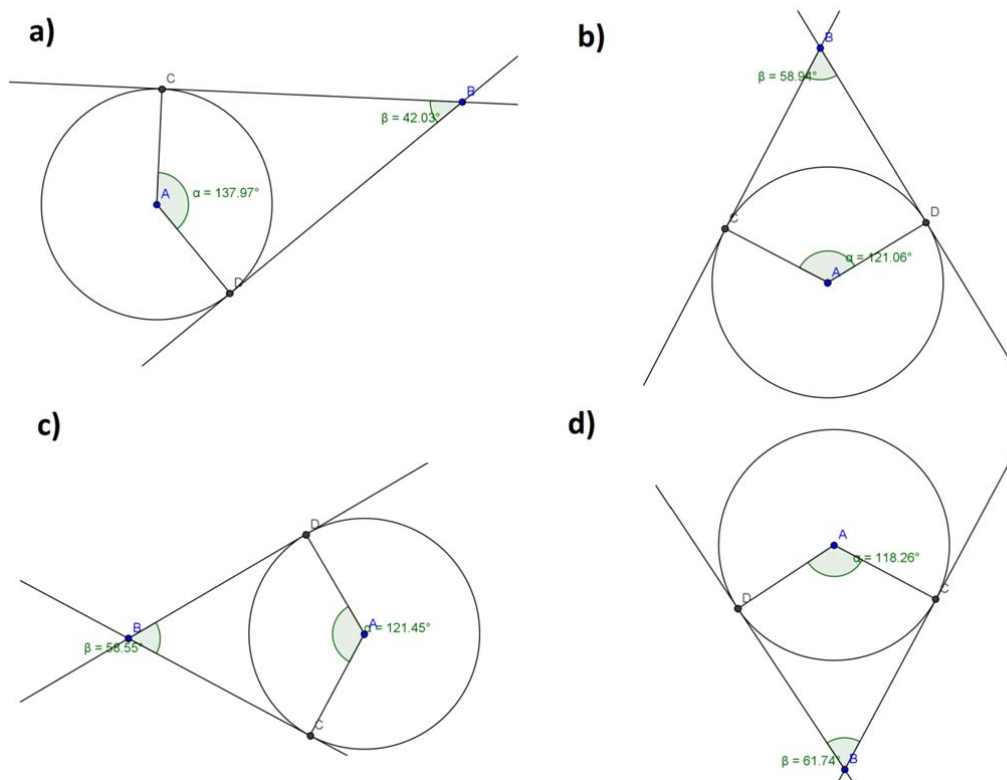 a)
C
B
β = 42.03°
A
α = 137.97°
D
b)
B
β = 58.94°
C
D
α = 121.06°
A
c)
D
B
β = 58.55°
A
α = 121.45°
C
d)
A
α = 118.26°
D
C
β = 61.74°
B